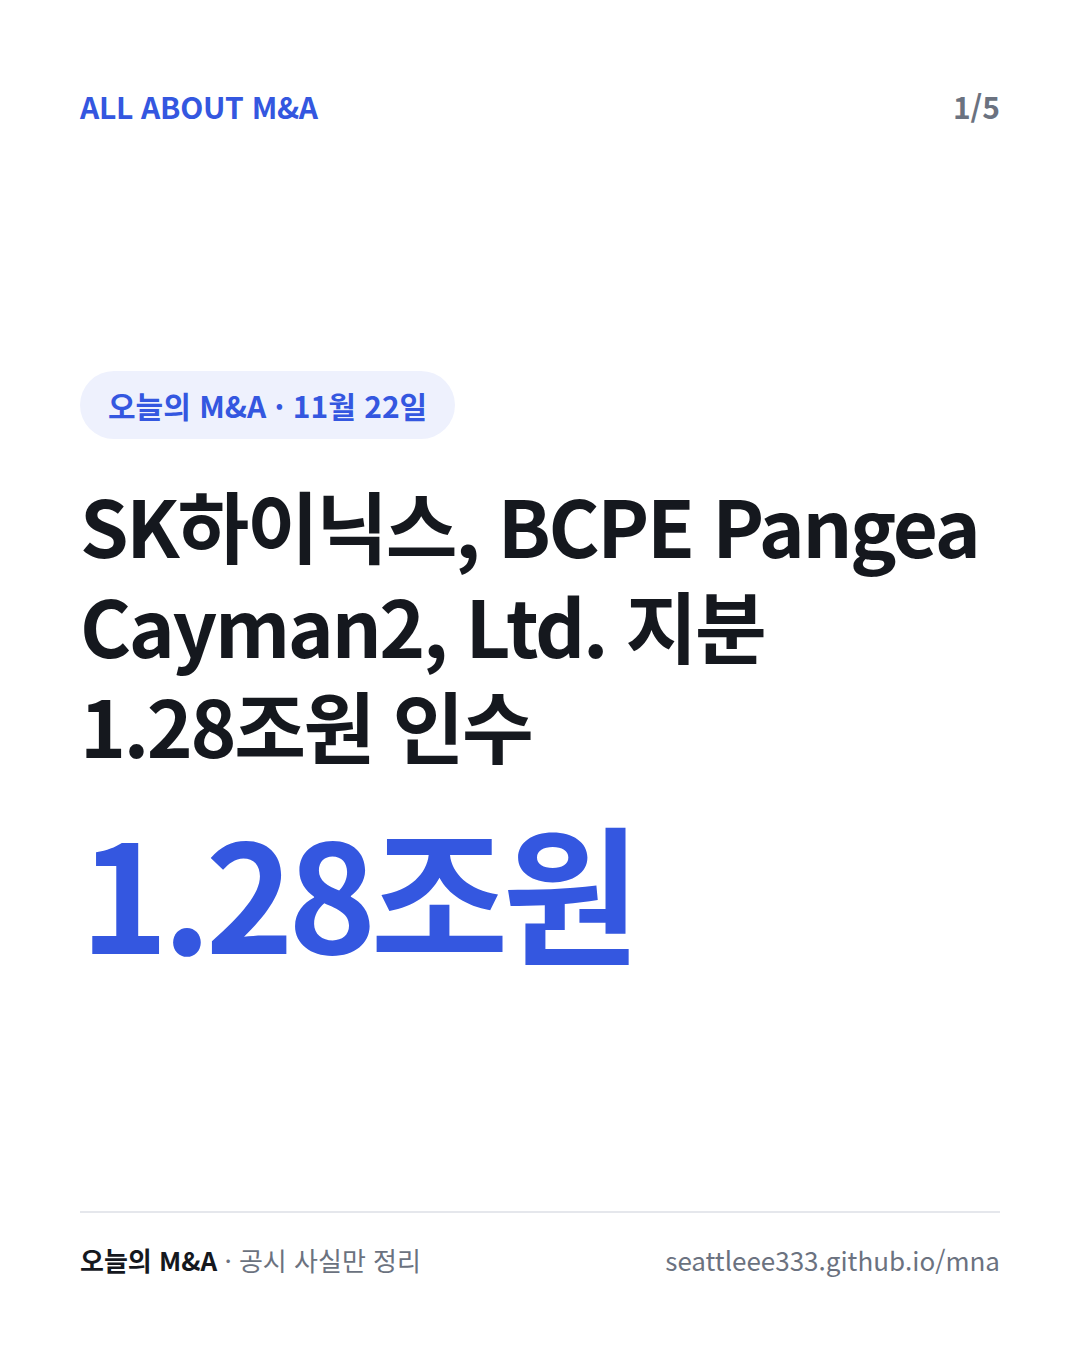 ALL ABOUT M&A
1/5
오늘의 M&A · 11월 22일
SK하이닉스, BCPE Pangea
Cayman2, Ltd. 지분
1.28조원 인수
1.28조원
오늘의 M&A · 공시 사실만 정리
seattleee333.github.io/mna